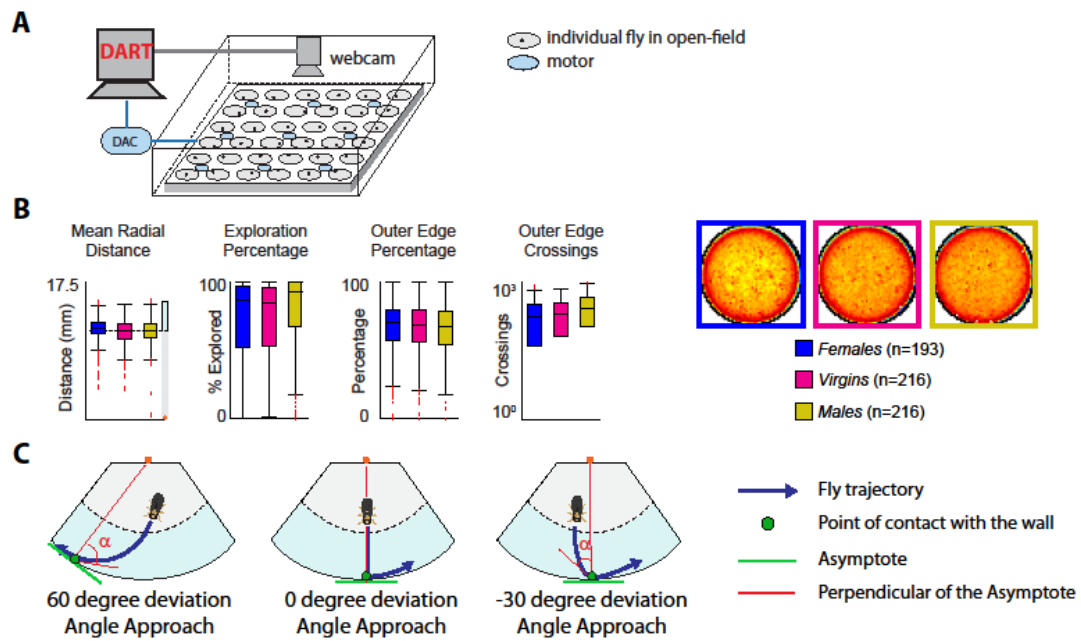 A
DART
webcam
DAC
individual fly in open-field
motor
B
Mean Radial
Distance
17.5
Distance (mm)
Exploration
Percentage
100
% Explored
0
Outer Edge
Percentage
100
Percentage
0
Outer Edge
Crossings
10³
Crossings
10⁰
Females (n=193)
Virgins (n=216)
Males (n=216)
C
α
60 degree deviation
Angle Approach
0 degree deviation
Angle Approach
α
-30 degree deviation
Angle Approach
Fly trajectory
Point of contact with the wall
Asymptote
Perpendicular of the Asymptote